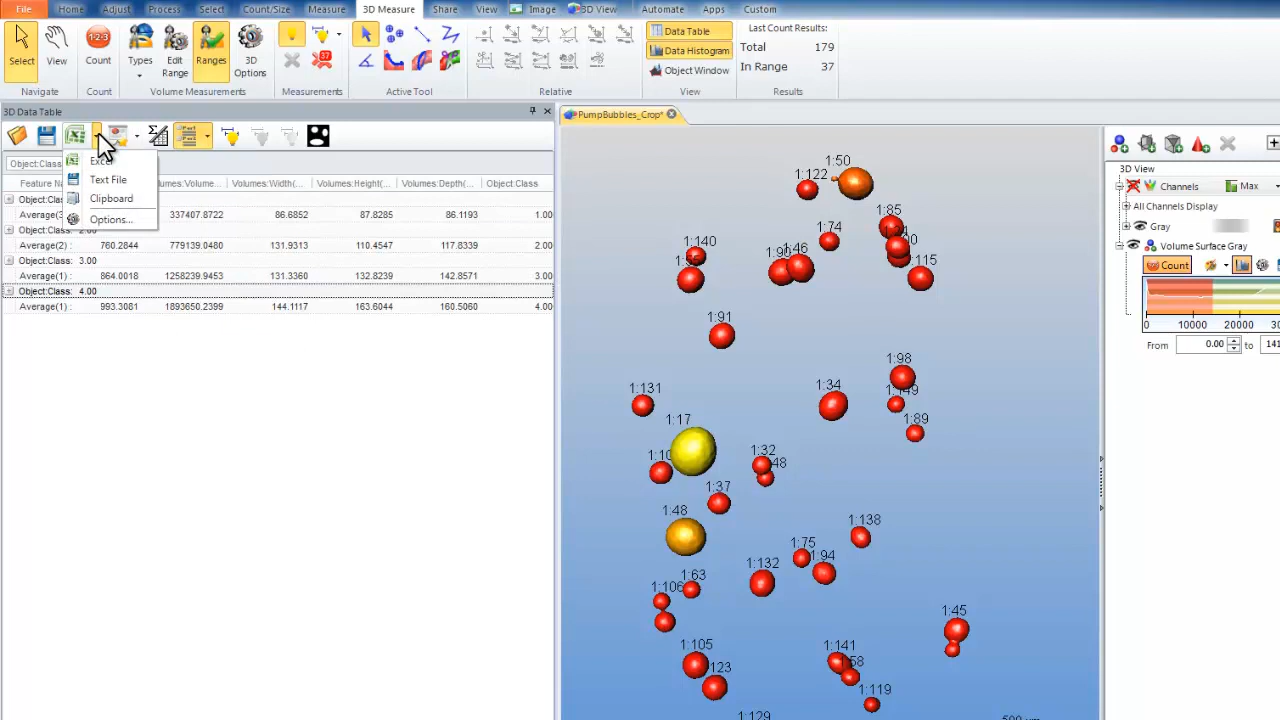 File Home Adjust Process Select Count/Size Measure 3D Measure Share View Image 3D View Automate Apps Custom
Select View Count Types Edit Range Ranges 3D Options
Data Table
Data Histogram
Object Window
Last Count Results:
Total 179
In Range 37
Navigate Count Volume Measurements Measurements Active Tool Relative View Results
3D Data Table
PumpBubbles_Crop*
Object:Class
Feature Volumes:Width( Volumes:Height( Volumes:Depth( Object:Class
Excel
Text File
Clipboard
Options...
337407.8722 86.6852 87.8285 86.1193 1.00
Average(2) : 760.2844 779139.0480 131.9313 110.4547 117.8339 2.00
Object:Class: 3.00
Average(1) : 864.0018 1258239.9453 131.3360 132.8239 142.8571 3.00
Object:Class: 4.00
Average(1) : 993.3081 1893650.2399 144.1117 163.6044 160.5060 4.00
1:50
1:122
1:85
1:74
1:140
1:46
1:115
1:91
1:98
1:131
1:34
1:89
1:17
1:32
1:37
1:48
1:138
1:75
1:94
1:132
1:63
1:106
1:45
1:105
1:141
123
1:119
1:129
3D View
Channels Max
All Channels Display
Gray
Volume Surface Gray
Count
0 10000 20000
From 0.00 to 141